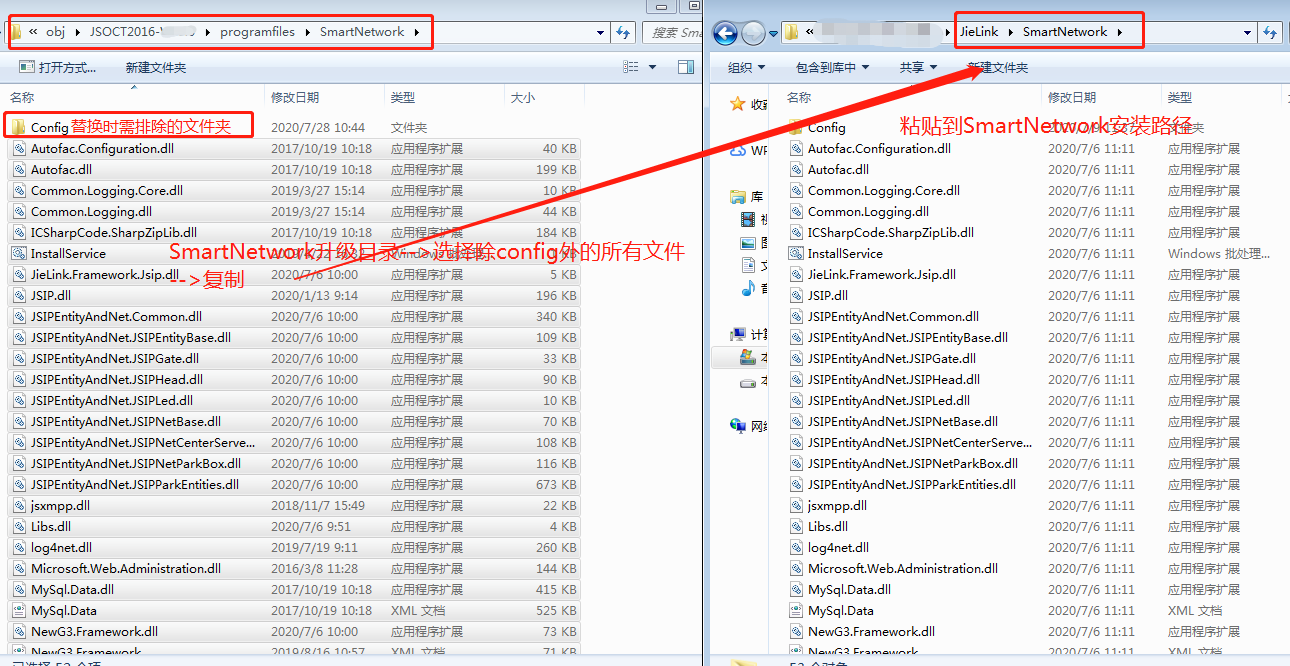 « obj ▸ JSOCT2016- ▸ programfiles ▸ SmartNetwork ▸
搜索 Sma
打开方式... 新建文件夹
名称 修改日期 类型 大小
Config 替换时需排除的文件夹 2020/7/28 10:44 文件夹
Autofac.Configuration.dll 2017/10/19 10:18 应用程序扩展 40 KB
Autofac.dll 2017/10/19 10:18 应用程序扩展 199 KB
Common.Logging.Core.dll 2019/3/27 15:14 应用程序扩展 10 KB
Common.Logging.dll 2019/3/27 15:14 应用程序扩展 44 KB
ICSharpCode.SharpZipLib.dll 2017/10/19 10:18 应用程序扩展 184 KB
InstallService
SmartNetwork升级目录-->选择除config外的所有文件
-->复制
JieLink.Framework.Jsip.dll 2020/7/6 10:00 应用程序扩展 5 KB
JSIP.dll 2020/1/13 9:14 应用程序扩展 196 KB
JSIPEntityAndNet.Common.dll 2020/7/6 10:00 应用程序扩展 340 KB
JSIPEntityAndNet.JSIPEntityBase.dll 2020/7/6 10:00 应用程序扩展 109 KB
JSIPEntityAndNet.JSIPGate.dll 2020/7/6 10:00 应用程序扩展 33 KB
JSIPEntityAndNet.JSIPHead.dll 2020/7/6 10:00 应用程序扩展 90 KB
JSIPEntityAndNet.JSIPLed.dll 2020/7/6 10:00 应用程序扩展 10 KB
JSIPEntityAndNet.JSIPNetBase.dll 2020/7/6 10:00 应用程序扩展 70 KB
JSIPEntityAndNet.JSIPNetCenterServe... 2020/7/6 10:00 应用程序扩展 108 KB
JSIPEntityAndNet.JSIPNetParkBox.dll 2020/7/6 10:00 应用程序扩展 116 KB
JSIPEntityAndNet.JSIPParkEntities.dll 2020/7/6 10:00 应用程序扩展 673 KB
jsxmpp.dll 2018/11/7 15:49 应用程序扩展 22 KB
Libs.dll 2020/7/6 9:51 应用程序扩展 4 KB
log4net.dll 2019/7/19 9:11 应用程序扩展 260 KB
Microsoft.Web.Administration.dll 2016/3/8 11:28 应用程序扩展 144 KB
MySql.Data.dll 2017/10/19 10:18 应用程序扩展 415 KB
MySql.Data 2017/10/19 10:18 XML 文档 525 KB
NewG3.Framework.dll 2020/7/6 10:00 应用程序扩展 73 KB
NewG3.Framework 2019/8/16 10:57 XML 文档 71 KB
已选择 52 个项
« JieLink ▸ SmartNetwork ▸
组织 包含到库中 共享 新建文件夹
名称 修改日期 类型
收藏
WP
库
网络
Config
粘贴到SmartNetwork安装路径
Autofac.Configuration.dll 2020/7/6 11:11 应用程序扩展
Autofac.dll 2020/7/6 11:11 应用程序扩展
Common.Logging.Core.dll 2020/7/6 11:11 应用程序扩展
Common.Logging.dll 2020/7/6 11:11 应用程序扩展
ICSharpCode.SharpZipLib.dll 2020/7/6 11:11 应用程序扩展
InstallService 2020/7/6 11:11 Windows 批处理...
JieLink.Framework.Jsip.dll 2020/7/6 11:11 应用程序扩展
JSIP.dll 2020/7/6 11:11 应用程序扩展
JSIPEntityAndNet.Common.dll 2020/7/6 11:11 应用程序扩展
JSIPEntityAndNet.JSIPEntityBase.dll 2020/7/6 11:11 应用程序扩展
JSIPEntityAndNet.JSIPGate.dll 2020/7/6 11:11 应用程序扩展
JSIPEntityAndNet.JSIPHead.dll 2020/7/6 11:11 应用程序扩展
JSIPEntityAndNet.JSIPLed.dll 2020/7/6 11:11 应用程序扩展
JSIPEntityAndNet.JSIPNetBase.dll 2020/7/6 11:11 应用程序扩展
JSIPEntityAndNet.JSIPNetCenterServe... 2020/7/6 11:11 应用程序扩展
JSIPEntityAndNet.JSIPNetParkBox.dll 2020/7/6 11:11 应用程序扩展
JSIPEntityAndNet.JSIPParkEntities.dll 2020/7/6 11:11 应用程序扩展
jsxmpp.dll 2020/7/6 11:11 应用程序扩展
Libs.dll 2020/7/6 11:11 应用程序扩展
log4net.dll 2020/7/6 11:11 应用程序扩展
Microsoft.Web.Administration.dll 2020/7/6 11:11 应用程序扩展
MySql.Data.dll 2020/7/6 11:11 应用程序扩展
MySql.Data 2020/7/6 11:11 XML 文档
NewG3.Framework.dll 2020/7/6 11:11 应用程序扩展
NewG3.Framework 2020/7/6 11:11 XML 文档
53 个对象